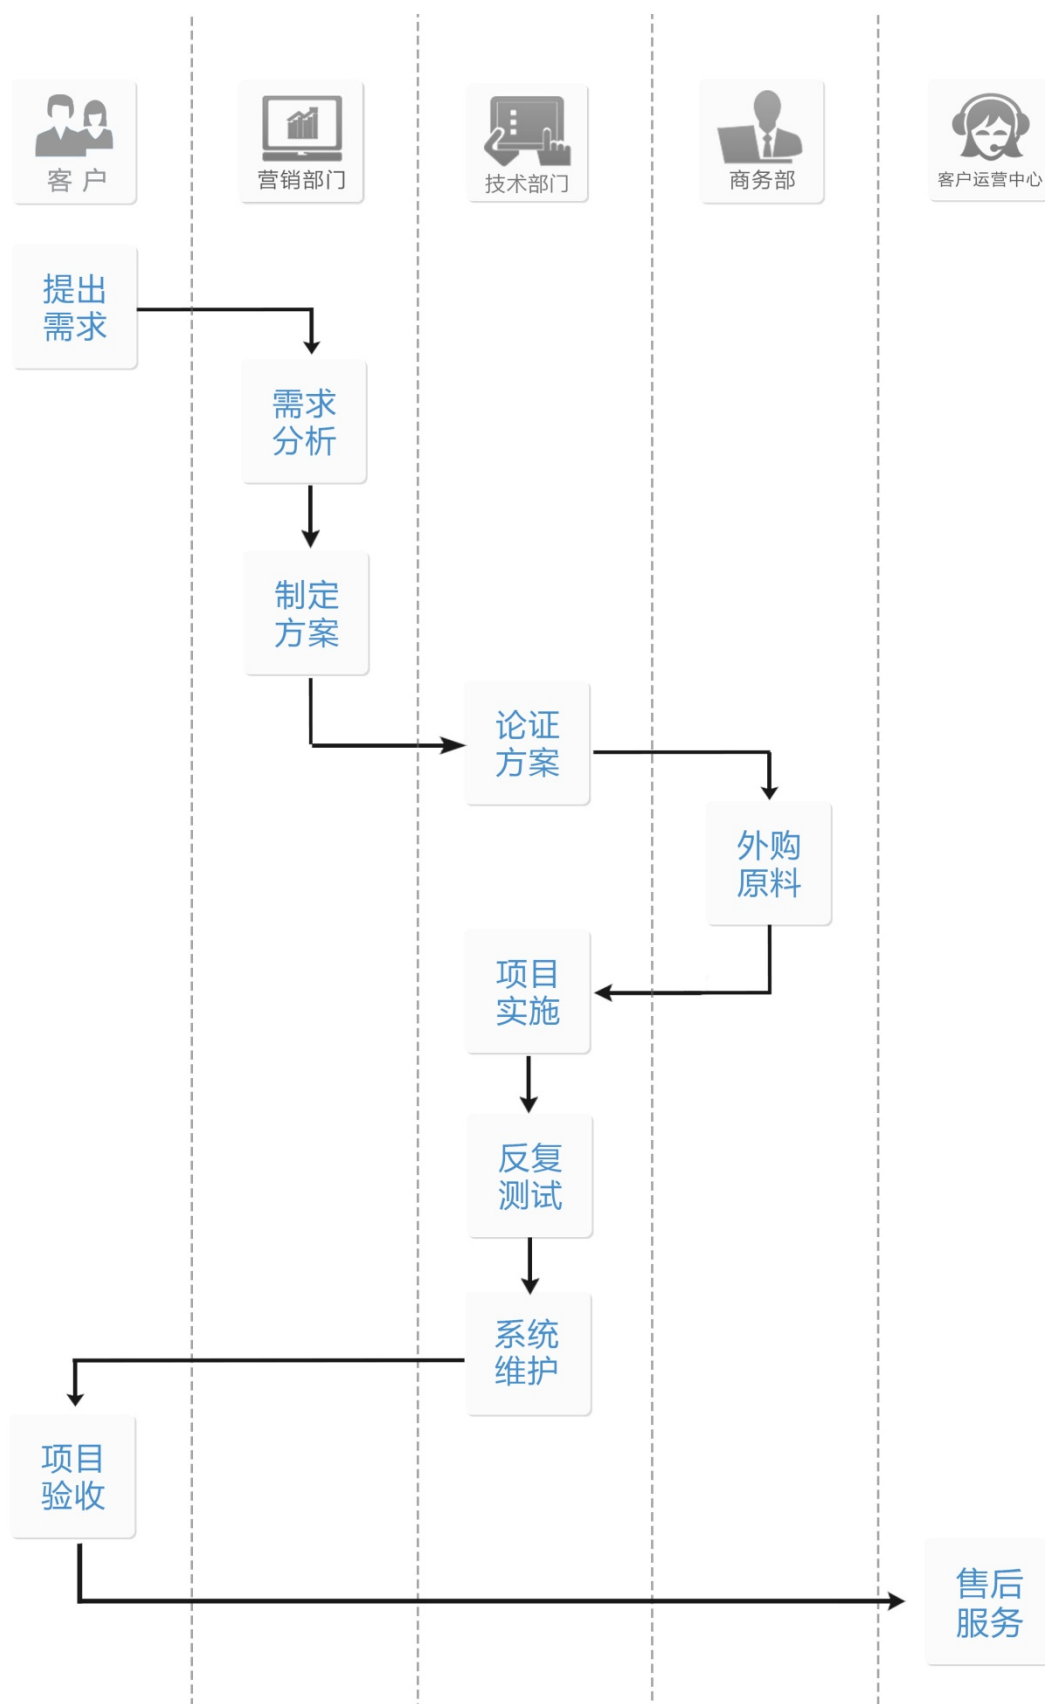 客户
营销部门
技术部门
商务部
客户运营中心
提出
需求
需求
分析
制定
方案
论证
方案
外购
原料
项目
实施
反复
测试
系统
维护
项目
验收
售后
服务